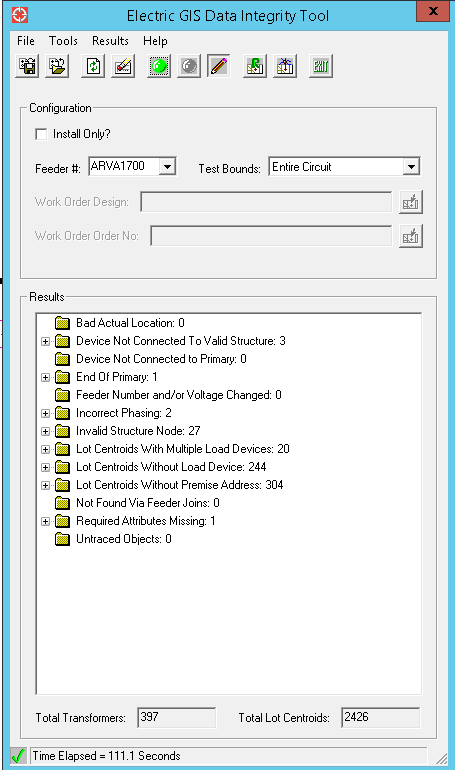 Electric GIS Data Integrity Tool
x
File Tools Results Help
Configuration
Install Only?
Feeder #: ARVA1700 Test Bounds: Entire Circuit
Work Order Design:
Work Order Order No:
Results
Bad Actual Location: 0
Device Not Connected To Valid Structure: 3
Device Not Connected to Primary: 0
End Of Primary: 1
Feeder Number and/or Voltage Changed: 0
Incorrect Phasing: 2
Invalid Structure Node: 27
Lot Centroids With Multiple Load Devices: 20
Lot Centroids Without Load Device: 244
Lot Centroids Without Premise Address: 304
Not Found Via Feeder Joins: 0
Required Attributes Missing: 1
Untraced Objects: 0
Total Transformers: 397 Total Lot Centroids: 2426
Time Elapsed = 111.1 Seconds